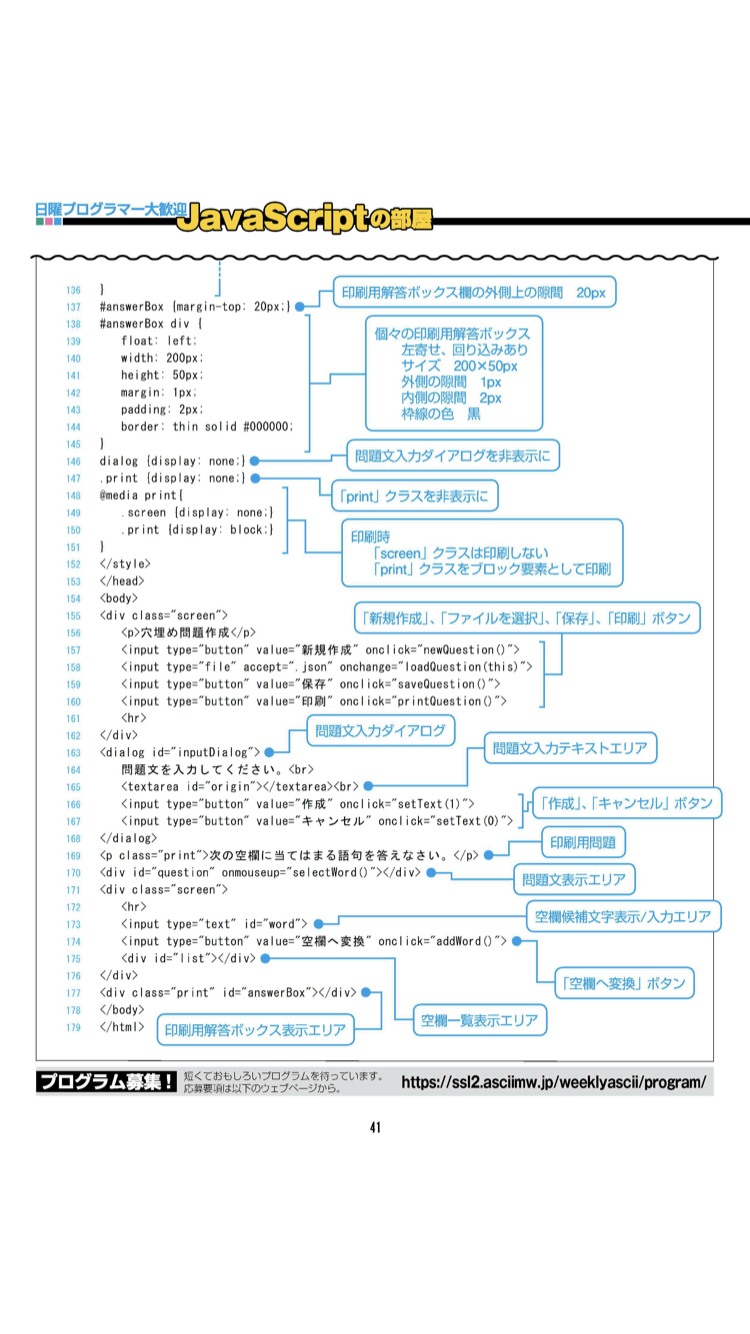 日曜プログラマー大歓迎 JavaScriptの部屋
136 }
137 #answerBox {margin-top: 20px;}
印刷用解答ボックス欄の外側上の隙間 20px
138 #answerBox div {
139 float: left;
140 width: 200px;
141 height: 50px;
142 margin: 1px;
143 padding: 2px;
144 border: thin solid #000000;
145 }
個々の印刷用解答ボックス
左寄せ、回り込みあり
サイズ 200×50px
外側の隙間 1px
内側の隙間 2px
枠線の色 黒
146 dialog {display: none;}
問題文入力ダイアログを非表示に
147 .print {display: none;}
「print」クラスを非表示に
148 @media print{
149 .screen {display: none;}
150 .print {display: block;}
151 }
印刷時
「screen」クラスは印刷しない
「print」クラスをブロック要素として印刷
152 </style>
153 </head>
154 <body>
155 <div class="screen">
156 <p>穴埋め問題作成</p>
157 <input type="button" value="新規作成" onclick="newQuestion()">
158 <input type="file" accept=".json" onchange="loadQuestion(this)">
159 <input type="button" value="保存" onclick="saveQuestion()">
160 <input type="button" value="印刷" onclick="printQuestion()">
「新規作成」、「ファイルを選択」、「保存」、「印刷」ボタン
161 <hr>
162 </div>
163 <dialog id="inputDialog">
問題文入力ダイアログ
164 問題文を入力してください。<br>
165 <textarea id="origin"></textarea><br>
問題文入力テキストエリア
166 <input type="button" value="作成" onclick="setText(1)">
167 <input type="button" value="キャンセル" onclick="setText(0)">
「作成」、「キャンセル」ボタン
168 </dialog>
169 <p class="print">次の空欄に当てはまる語句を答えなさい。</p>
印刷用問題
170 <div id="question" onmouseup="selectWord()"></div>
問題文表示エリア
171 <div class="screen">
172 <hr>
173 <input type="text" id="word">
空欄候補文字表示/入力エリア
174 <input type="button" value="空欄へ変換" onclick="addWord()">
「空欄へ変換」ボタン
175 <div id="list"></div>
空欄一覧表示エリア
176 </div>
177 <div class="print" id="answerBox"></div>
印刷用解答ボックス表示エリア
178 </body>
179 </html>
プログラム募集！
短くておもしろいプログラムを待っています。
応募要項は以下のウェブページから。
https://ssl2.asciimw.jp/weeklyascii/program/
41